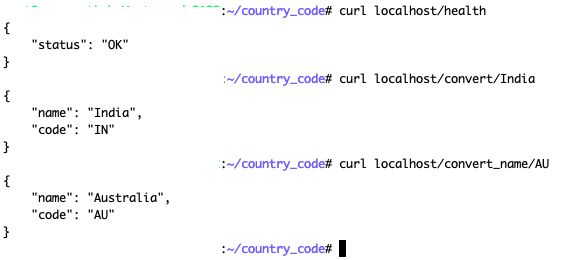 :~/country_code# curl localhost/health
{
    "status": "OK"
}
:~/country_code# curl localhost/convert/India
{
    "name": "India",
    "code": "IN"
}
:~/country_code# curl localhost/convert_name/AU
{
    "name": "Australia",
    "code": "AU"
}
:~/country_code#